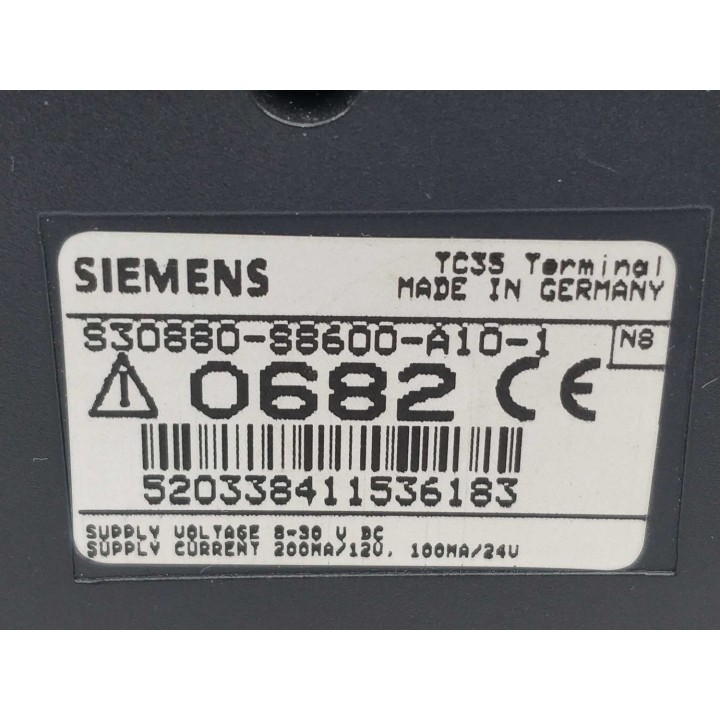 SIEMENS
TC35 Terminal
MADE IN GERMANY
S30880-S8600-A10-1
N8
0682 CE
520338411536183
SUPPLY VOLTAGE 8-30 V DC
SUPPLY CURRENT 200MA/12V, 100MA/24V